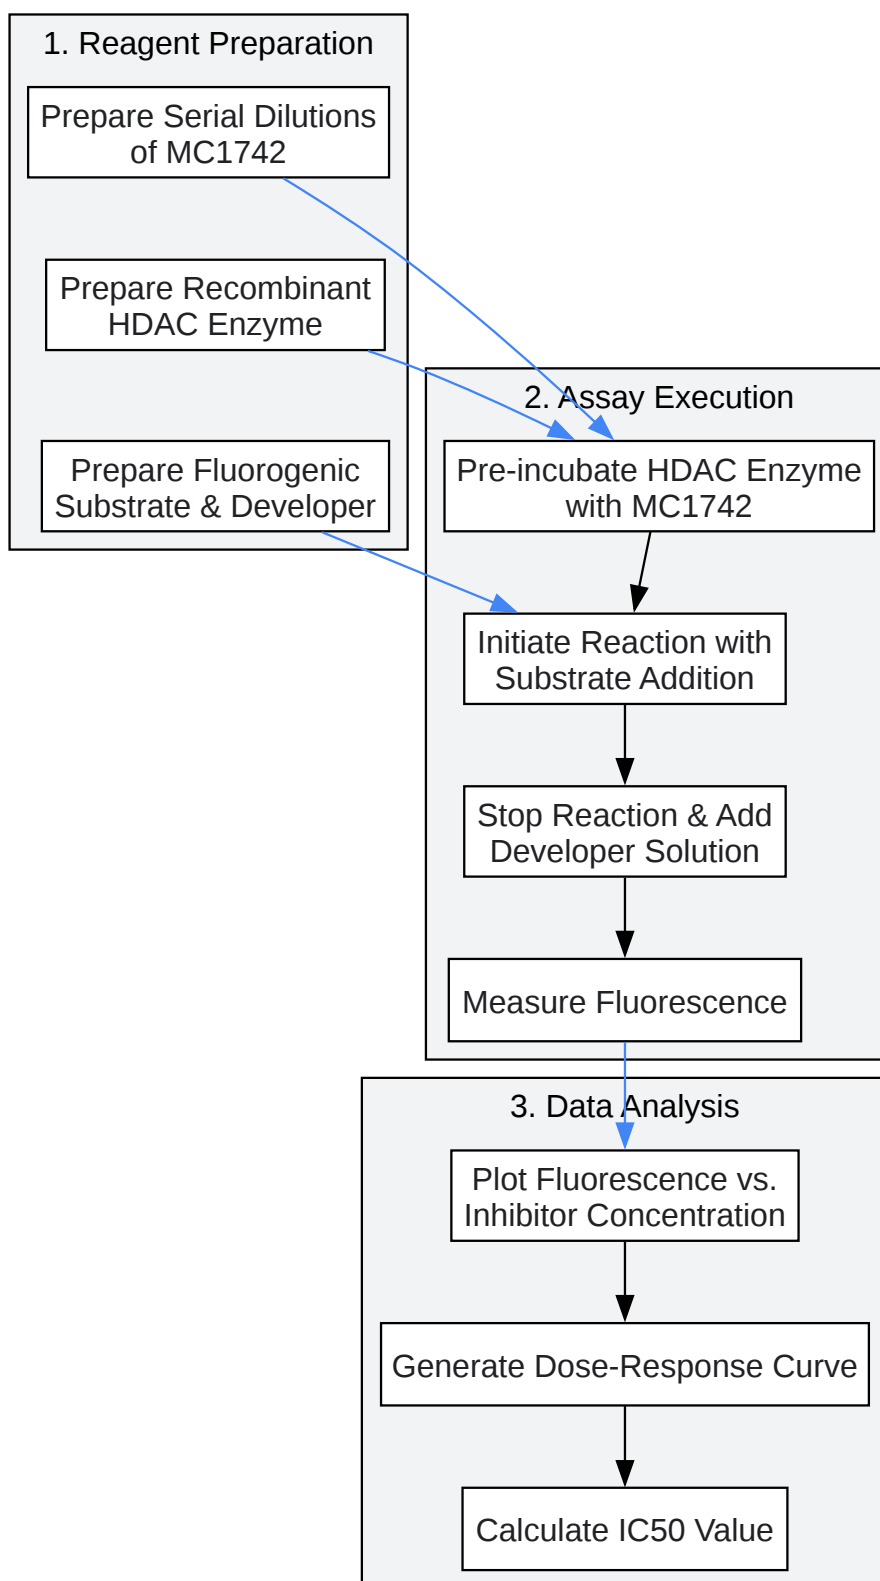 1. Reagent Preparation
Prepare Serial Dilutions
of MC1742
Prepare Recombinant
HDAC Enzyme
Prepare Fluorogenic
Substrate & Developer
2. Assay Execution
Pre-incubate HDAC Enzyme
with MC1742
Initiate Reaction with
Substrate Addition
Stop Reaction & Add
Developer Solution
Measure Fluorescence
3. Data Analysis
Plot Fluorescence vs.
Inhibitor Concentration
Generate Dose-Response Curve
Calculate IC50 Value